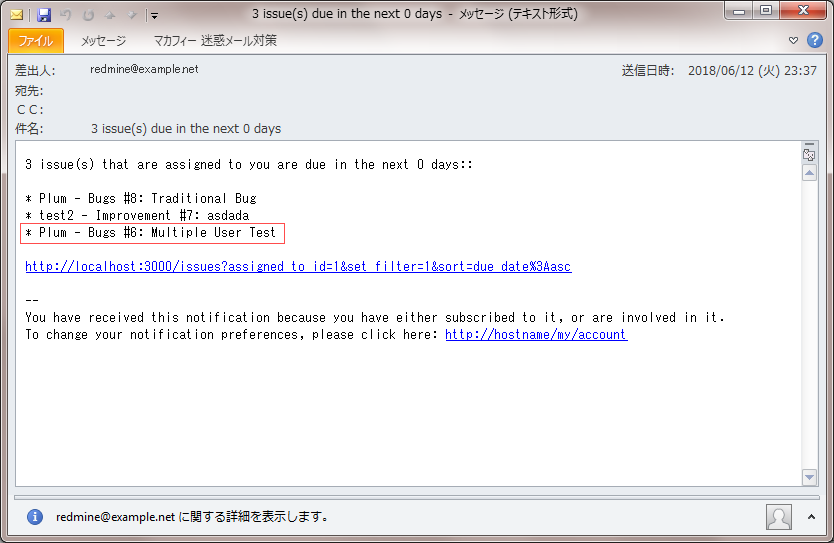 3 issue(s) due in the next 0 days - メッセージ (テキスト形式)
ファイル メッセージ マカフィー 迷惑メール対策
差出人: redmine@example.net 送信日時: 2018/06/12 (火) 23:37
宛先:
ＣＣ:
件名: 3 issue(s) due in the next 0 days
3 issue(s) that are assigned to you are due in the next 0 days::
* Plum - Bugs #8: Traditional Bug
* test2 - Improvement #7: asdada
* Plum - Bugs #6: Multiple User Test
http://localhost:3000/issues?assigned_to_id=1&set_filter=1&sort=due_date%3Aasc
--
You have received this notification because you have either subscribed to it, or are involved in it.
To change your notification preferences, please click here: http://hostname/my/account
redmine@example.net に関する詳細を表示します。